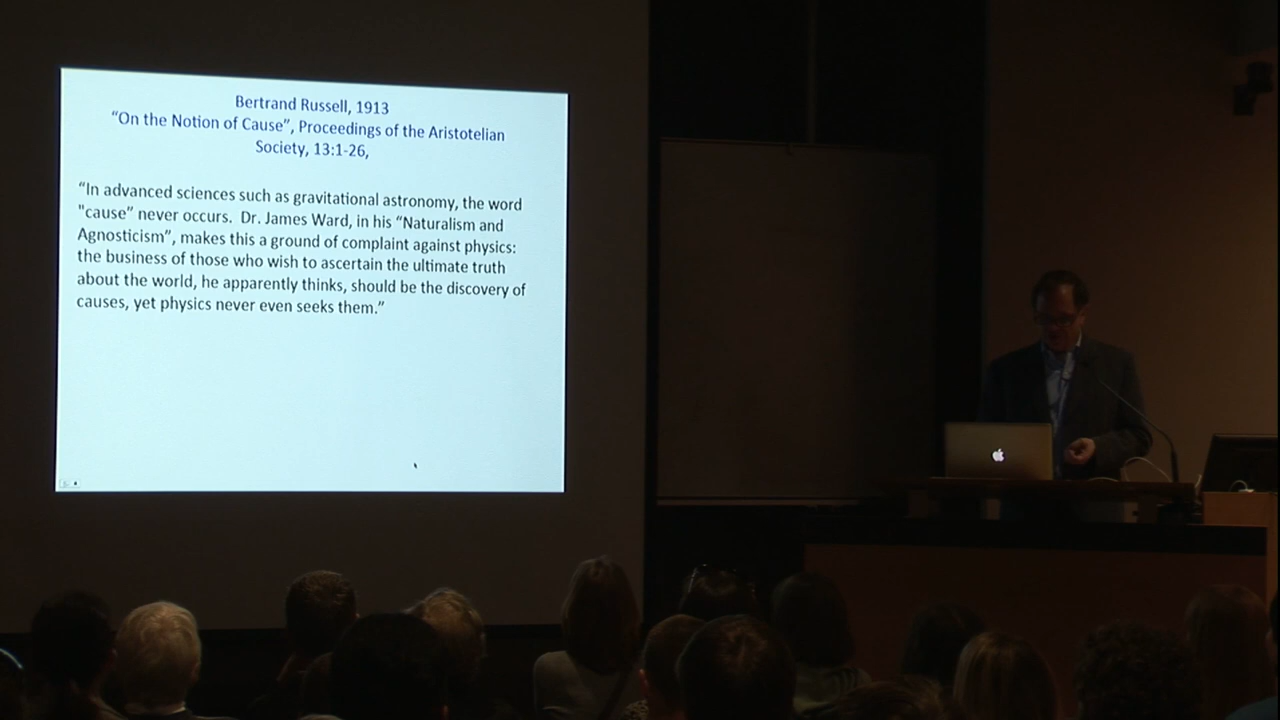 Bertrand Russell, 1913
“On the Notion of Cause”, Proceedings of the Aristotelian
Society, 13:1-26,
“In advanced sciences such as gravitational astronomy, the word
"cause” never occurs.  Dr. James Ward, in his “Naturalism and
Agnosticism”, makes this a ground of complaint against physics:
the business of those who wish to ascertain the ultimate truth
about the world, he apparently thinks, should be the discovery of
causes, yet physics never even seeks them.”